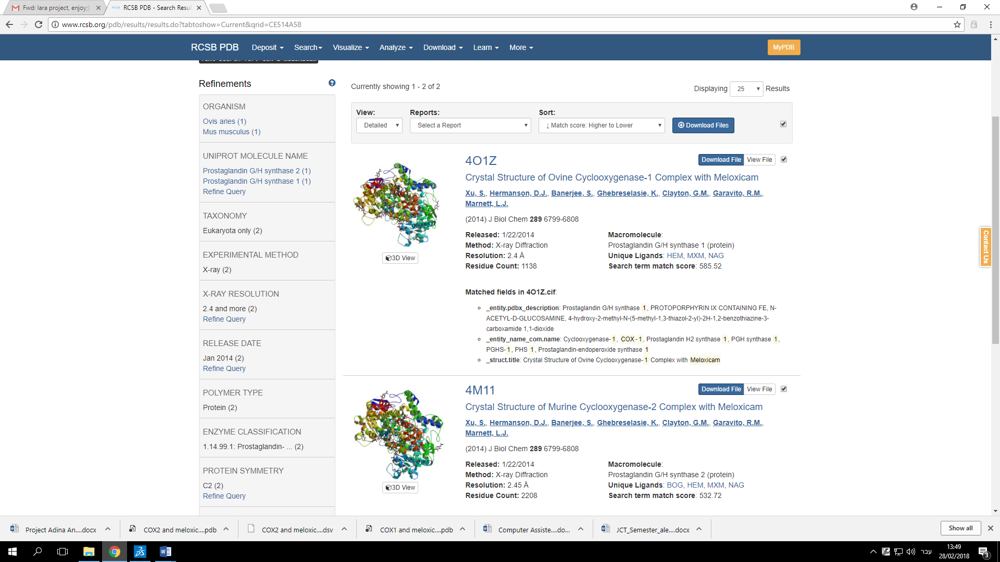 Fwd: lara project, enjoy;)
RCSB PDB - Search Resul
www.rcsb.org/pdb/results/results.do?tabtoshow=Current&qrid=CE514A58
RCSB PDB Deposit Search Visualize Analyze Download Learn More MyPDB
Refinements
Currently showing 1 - 2 of 2
Displaying 25 Results
ORGANISM
Ovis aries (1)
Mus musculus (1)
UNIPROT MOLECULE NAME
Prostaglandin G/H synthase 2 (1)
Prostaglandin G/H synthase 1 (1)
Refine Query
TAXONOMY
Eukaryota only (2)
EXPERIMENTAL METHOD
X-ray (2)
X-RAY RESOLUTION
2.4 and more (2)
Refine Query
RELEASE DATE
Jan 2014 (2)
Refine Query
POLYMER TYPE
Protein (2)
ENZYME CLASSIFICATION
1.14.99.1: Prostaglandin- ... (2)
PROTEIN SYMMETRY
C2 (2)
Refine Query
View: Reports: Sort:
Detailed Select a Report ↓ Match score: Higher to Lower Download Files
4O1Z
Download File View File
Crystal Structure of Ovine Cyclooxygenase-1 Complex with Meloxicam
Xu, S., Hermanson, D.J., Banerjee, S., Ghebreselasie, K., Clayton, G.M., Garavito, R.M.,
Marnett, L.J.
(2014) J Biol Chem 289 6799-6808
Released: 1/22/2014
Method: X-ray Diffraction
Resolution: 2.4 Å
Residue Count: 1138
Macromolecule:
Prostaglandin G/H synthase 1 (protein)
Unique Ligands: HEM, MXM, NAG
Search term match score: 585.52
3D View
Matched fields in 4O1Z.cif:
_entity.pdbx_description: Prostaglandin G/H synthase 1, PROTOPORPHYRIN IX CONTAINING FE, N-
ACETYL-D-GLUCOSAMINE, 4-hydroxy-2-methyl-N-(5-methyl-1,3-thiazol-2-yl)-2H-1,2-benzothiazine-3-
carboxamide 1,1-dioxide
_entity_name_com.name: Cyclooxygenase-1, COX-1, Prostaglandin H2 synthase 1, PGH synthase 1,
PGHS-1, PHS 1, Prostaglandin-endoperoxide synthase 1
_struct.title: Crystal Structure of Ovine Cyclooxygenase-1 Complex with Meloxicam
4M11
Download File View File
Crystal Structure of Murine Cyclooxygenase-2 Complex with Meloxicam
Xu, S., Hermanson, D.J., Banerjee, S., Ghebreselasie, K., Clayton, G.M., Garavito, R.M.,
Marnett, L.J.
(2014) J Biol Chem 289 6799-6808
Released: 1/22/2014
Method: X-ray Diffraction
Resolution: 2.45 Å
Residue Count: 2208
Macromolecule:
Prostaglandin G/H synthase 2 (protein)
Unique Ligands: BOG, HEM, MXM, NAG
Search term match score: 532.72
3D View
Contact Us
Project Adina An....docx
COX2 and meloxic....pdb
COX2 and meloxic....dsv
COX1 and meloxic....pdb
Computer Assiste....do...
JCT_Semester_ale....docx
Show all
עבר
13:49
28/02/2018
3